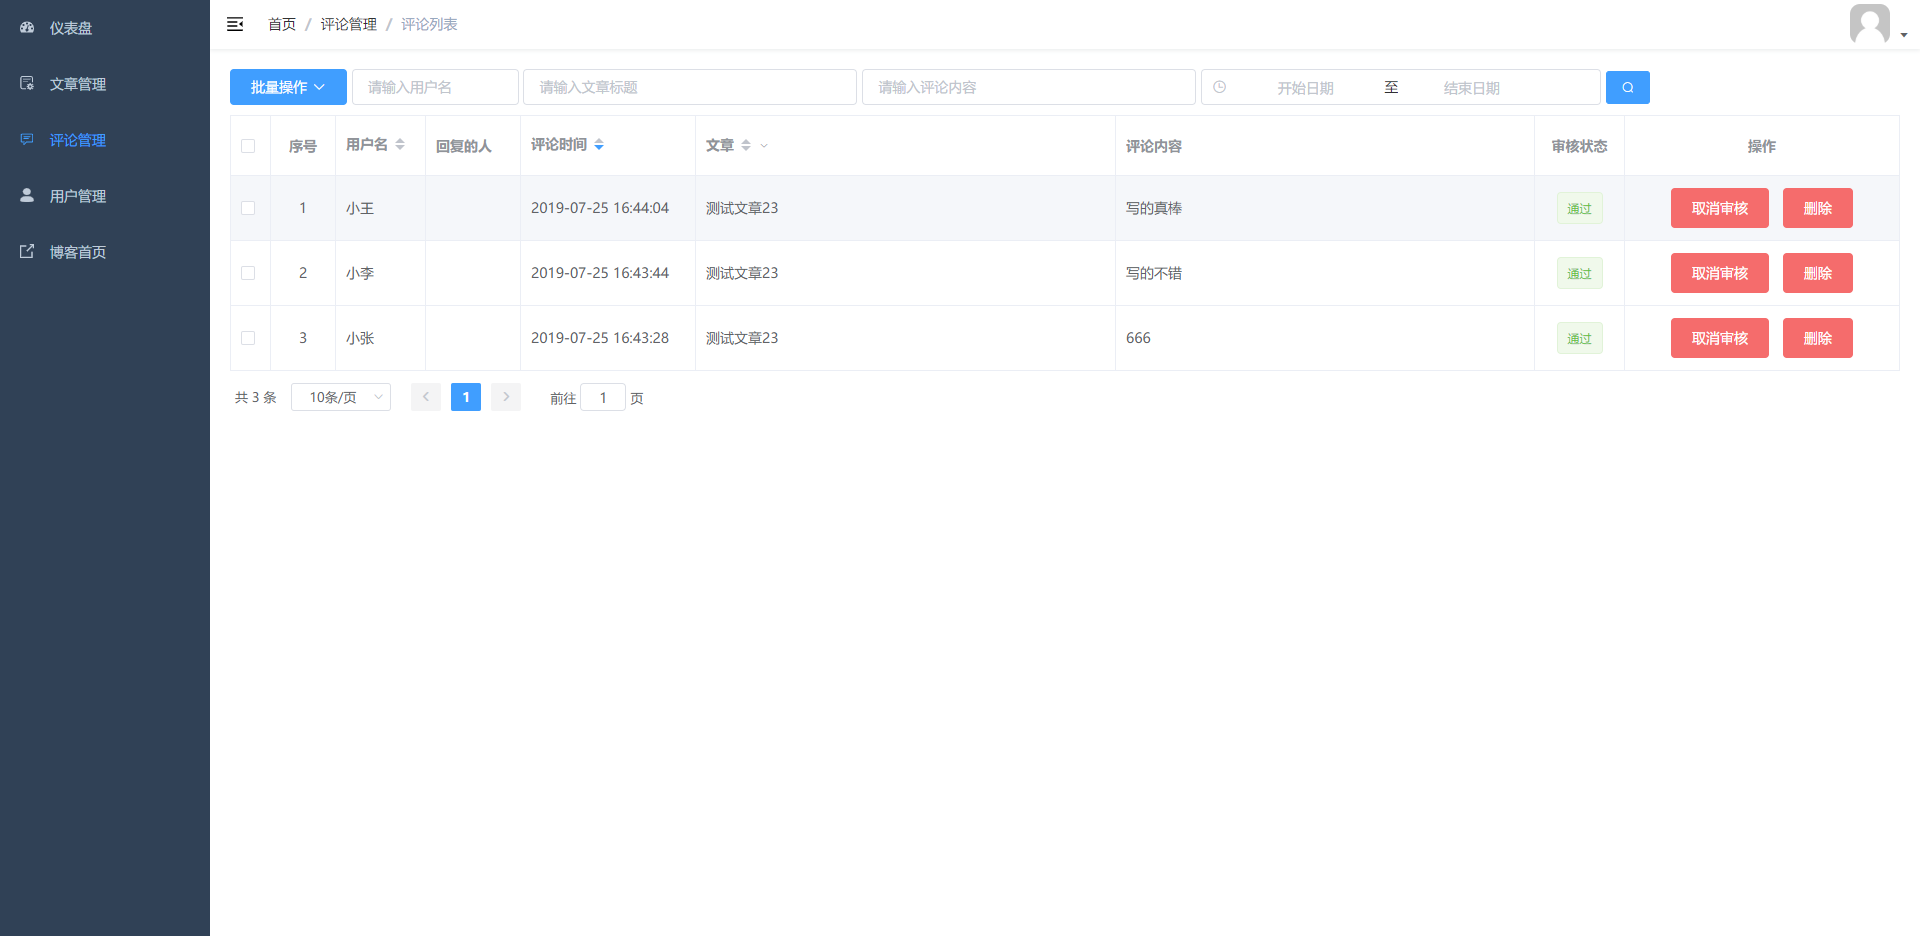 仪表盘
文章管理
评论管理
用户管理
博客首页
首页 / 评论管理 / 评论列表
批量操作 请输入用户名 请输入文章标题 请输入评论内容 开始日期 至 结束日期
序号 用户名 回复的人 评论时间 文章 评论内容 审核状态 操作
1 小王 2019-07-25 16:44:04 测试文章23 写的真棒 通过 取消审核 删除
2 小李 2019-07-25 16:43:44 测试文章23 写的不错 通过 取消审核 删除
3 小张 2019-07-25 16:43:28 测试文章23 666 通过 取消审核 删除
共 3 条 10条/页 1 前往 1 页